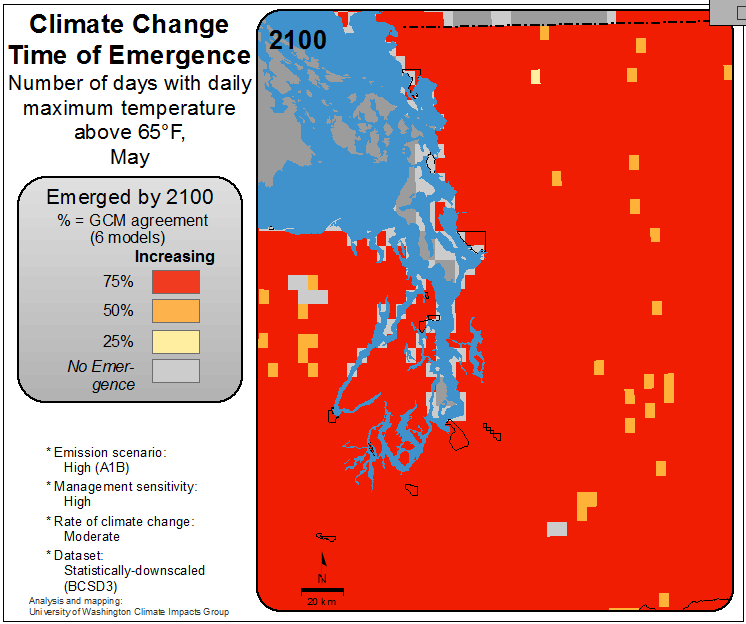 Climate Change
Time of Emergence
Number of days with daily
maximum temperature
above 65°F,
May
Emerged by 2100
% = GCM agreement
(6 models)
Increasing
75%
50%
25%
No Emer-
gence
* Emission scenario:
High (A1B)
* Management sensitivity:
High
* Rate of climate change:
Moderate
* Dataset:
Statistically-downscaled
(BCSD3)
Analysis and mapping:
University of Washington Climate Impacts Group
2100
N
20 km